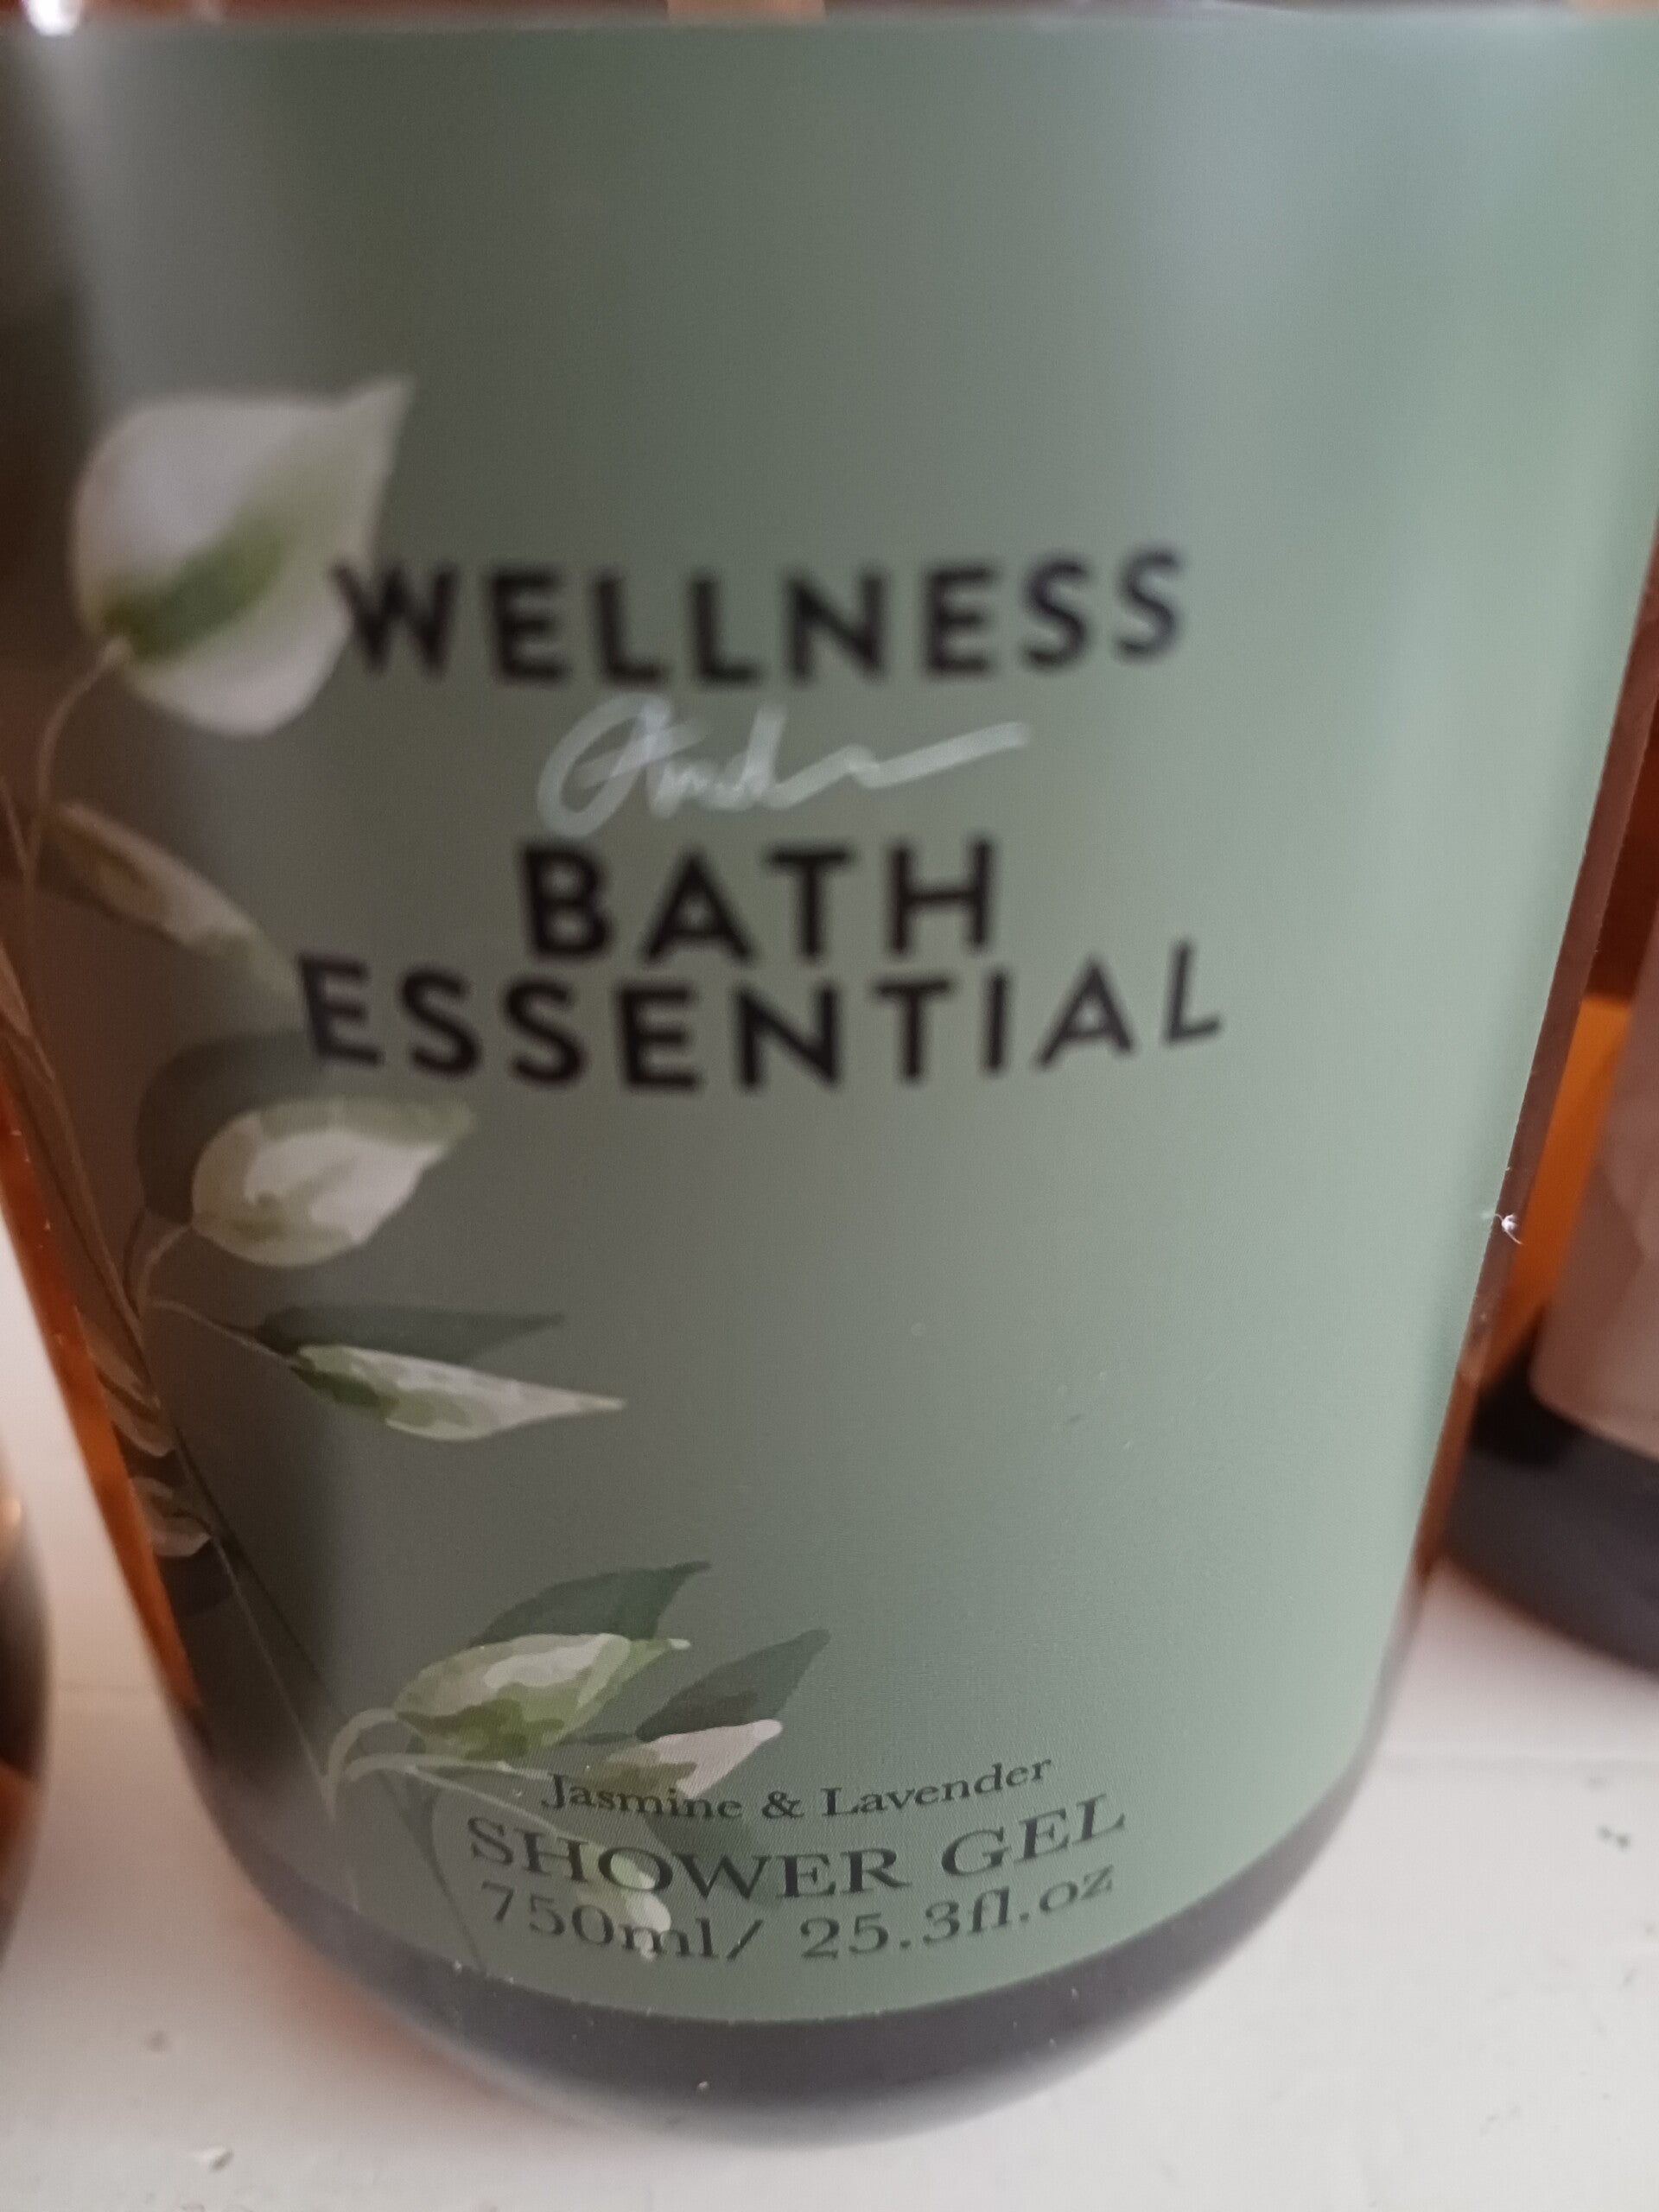 WELLNESS
BATH
ESSENTIAL
Jasmine & Lavender
SHOWER GEL
750ml/ 25.3fl.oz